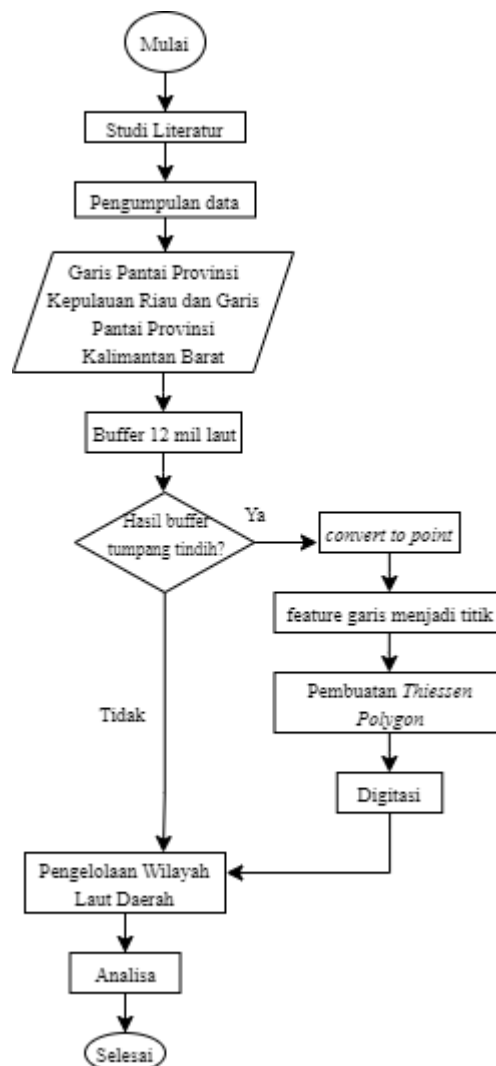 Mulai
Studi Literatur
Pengumpulan data
Garis Pantai Provinsi
Kepulauan Riau dan Garis
Pantai Provinsi
Kalimantan Barat
Buffer 12 mil laut
Hasil buffer
tumpang tindih?
Ya
convert to point
feature garis menjadi titik
Pembuatan Thiessen
Polygon
Tidak
Digitasi
Pengelolaan Wilayah
Laut Daerah
Analisa
Selesai